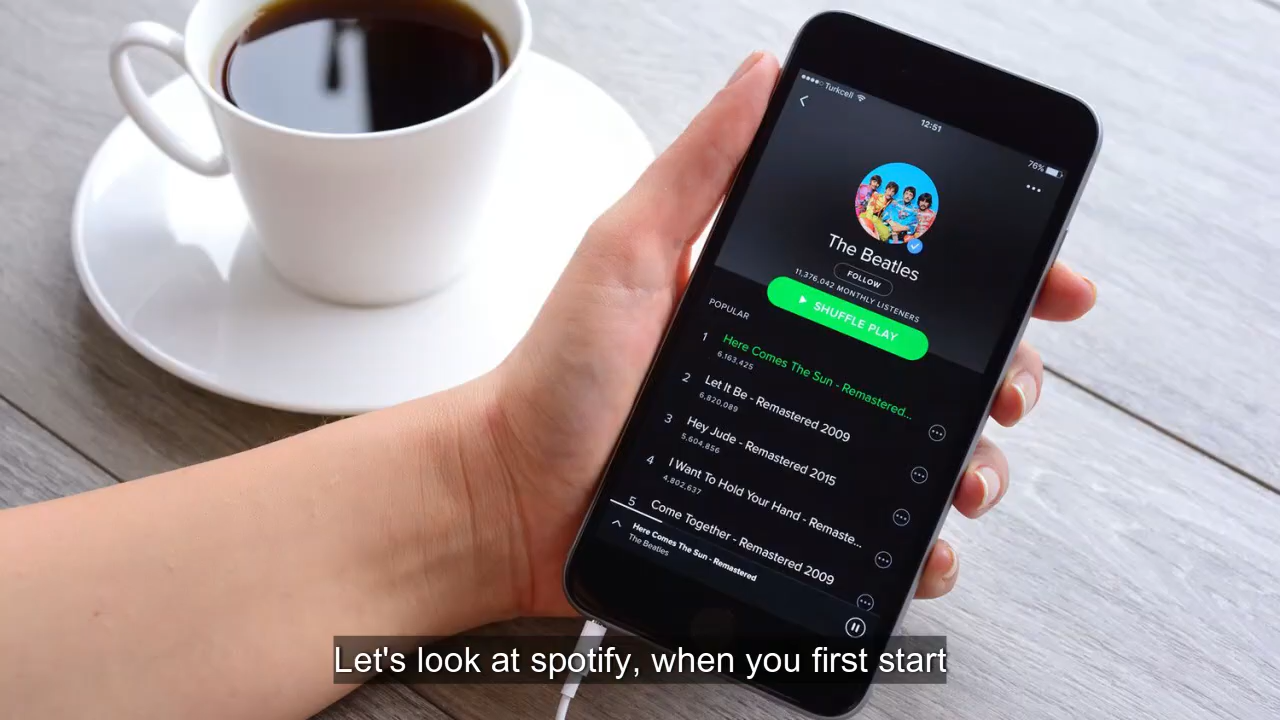 Turkcell
12:51
76%
The Beatles
FOLLOW
11,376,042 MONTHLY LISTENERS
SHUFFLE PLAY
POPULAR
1 Here Comes The Sun - Remastered...
6,163,425
2 Let It Be - Remastered 2009
6,820,089
3 Hey Jude - Remastered 2015
5,604,856
4 I Want To Hold Your Hand - Remaste...
4,802,637
5 Come Together - Remastered 2009
Here Comes The Sun - Remastered
The Beatles
Let's look at spotify, when you first start